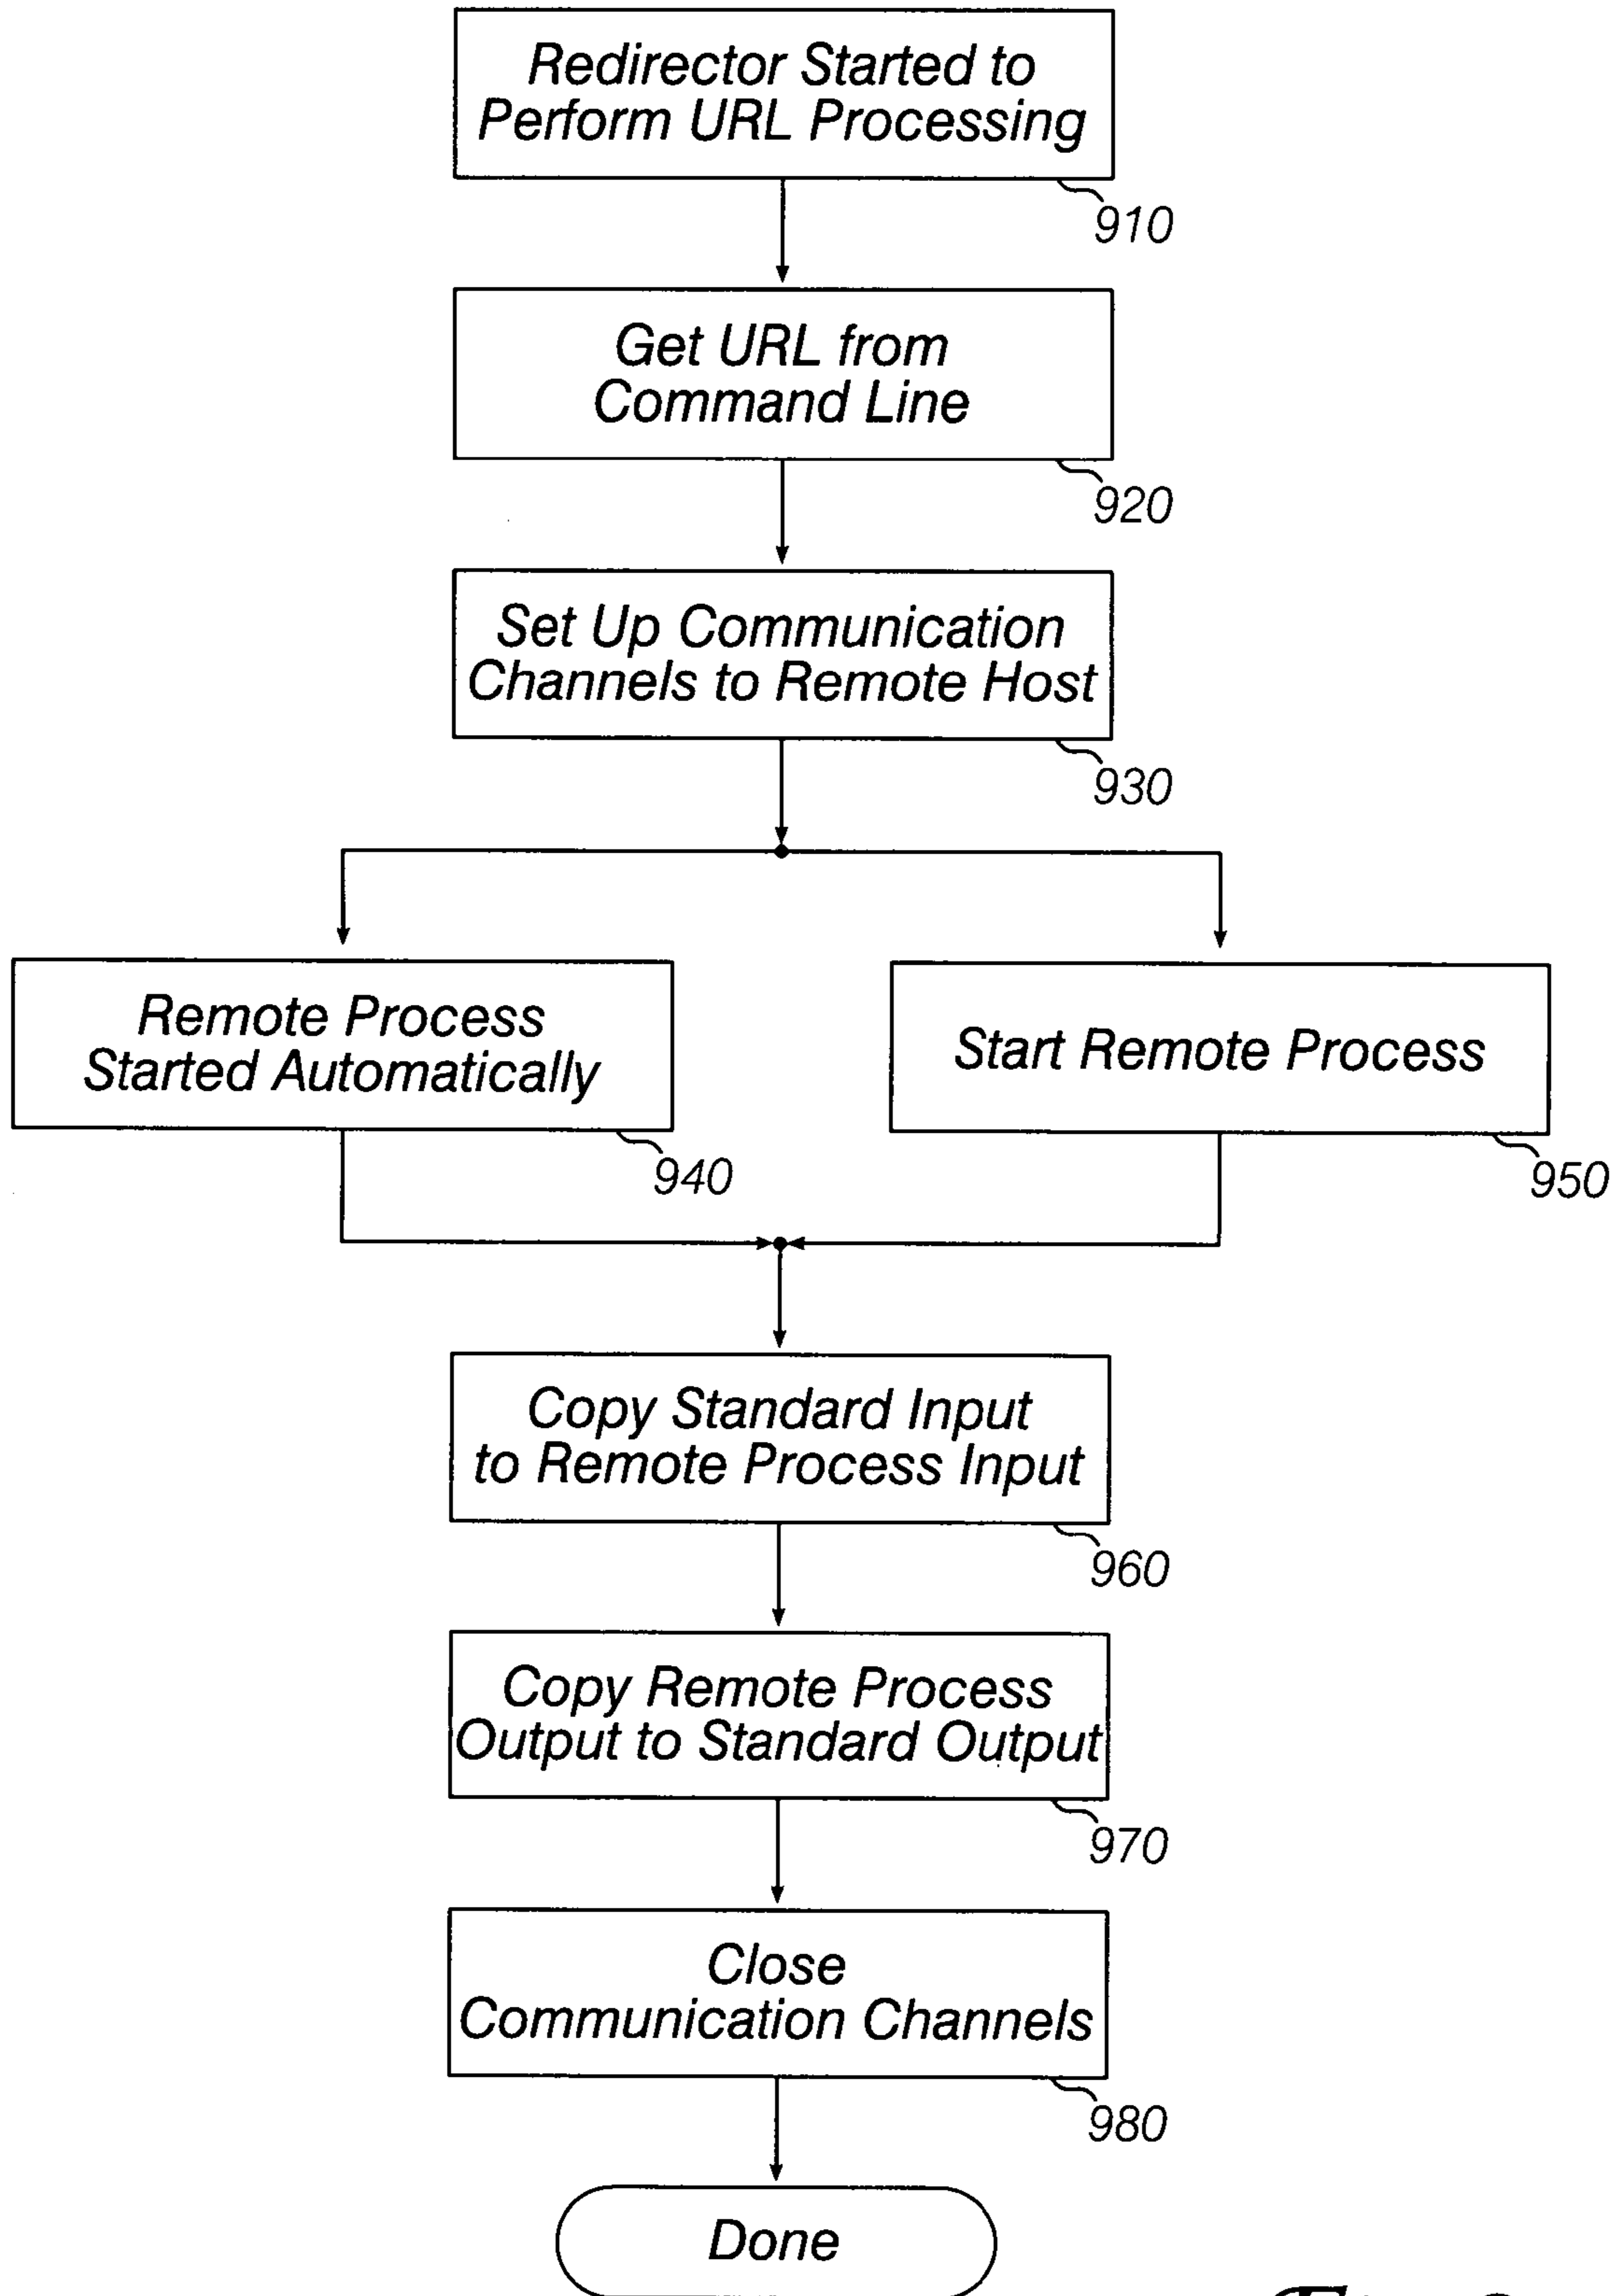 Redirector Started to
Perform URL Processing
910
Get URL from
Command Line
920
Set Up Communication
Channels to Remote Host
930
Remote Process
Started Automatically
940
Start Remote Process
950
Copy Standard Input
to Remote Process Input
960
Copy Remote Process
Output to Standard Output
970
Close
Communication Channels
980
Done